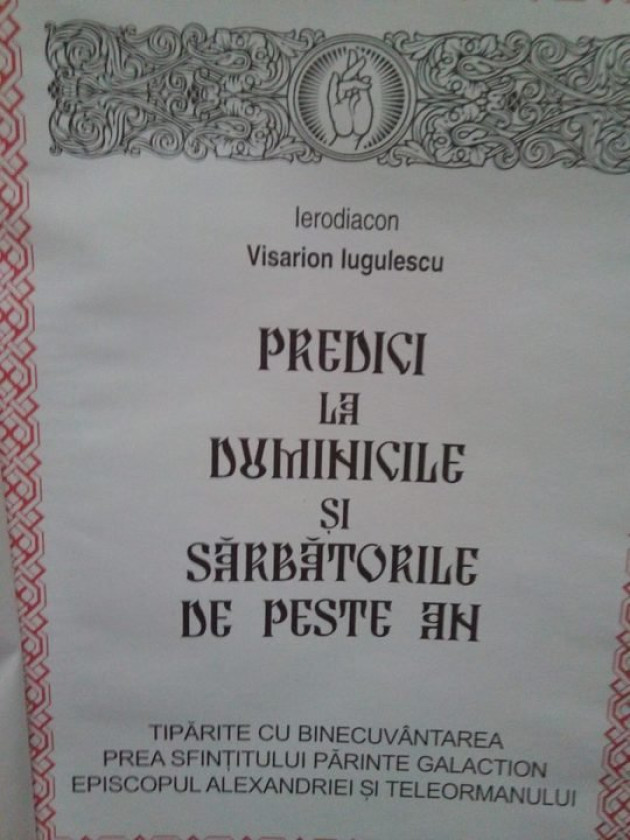 Ierodiacon
Visarion Iugulescu
PREDICI
LA
DUMINICILE
ȘI
SĂRBĂTORILE
DE PESTE AN
TIPĂRITE CU BINECUVÂNTAREA
PREA SFINȚITULUI PĂRINTE GALACTION
EPISCOPUL ALEXANDRIEI ȘI TELEORMANULUI